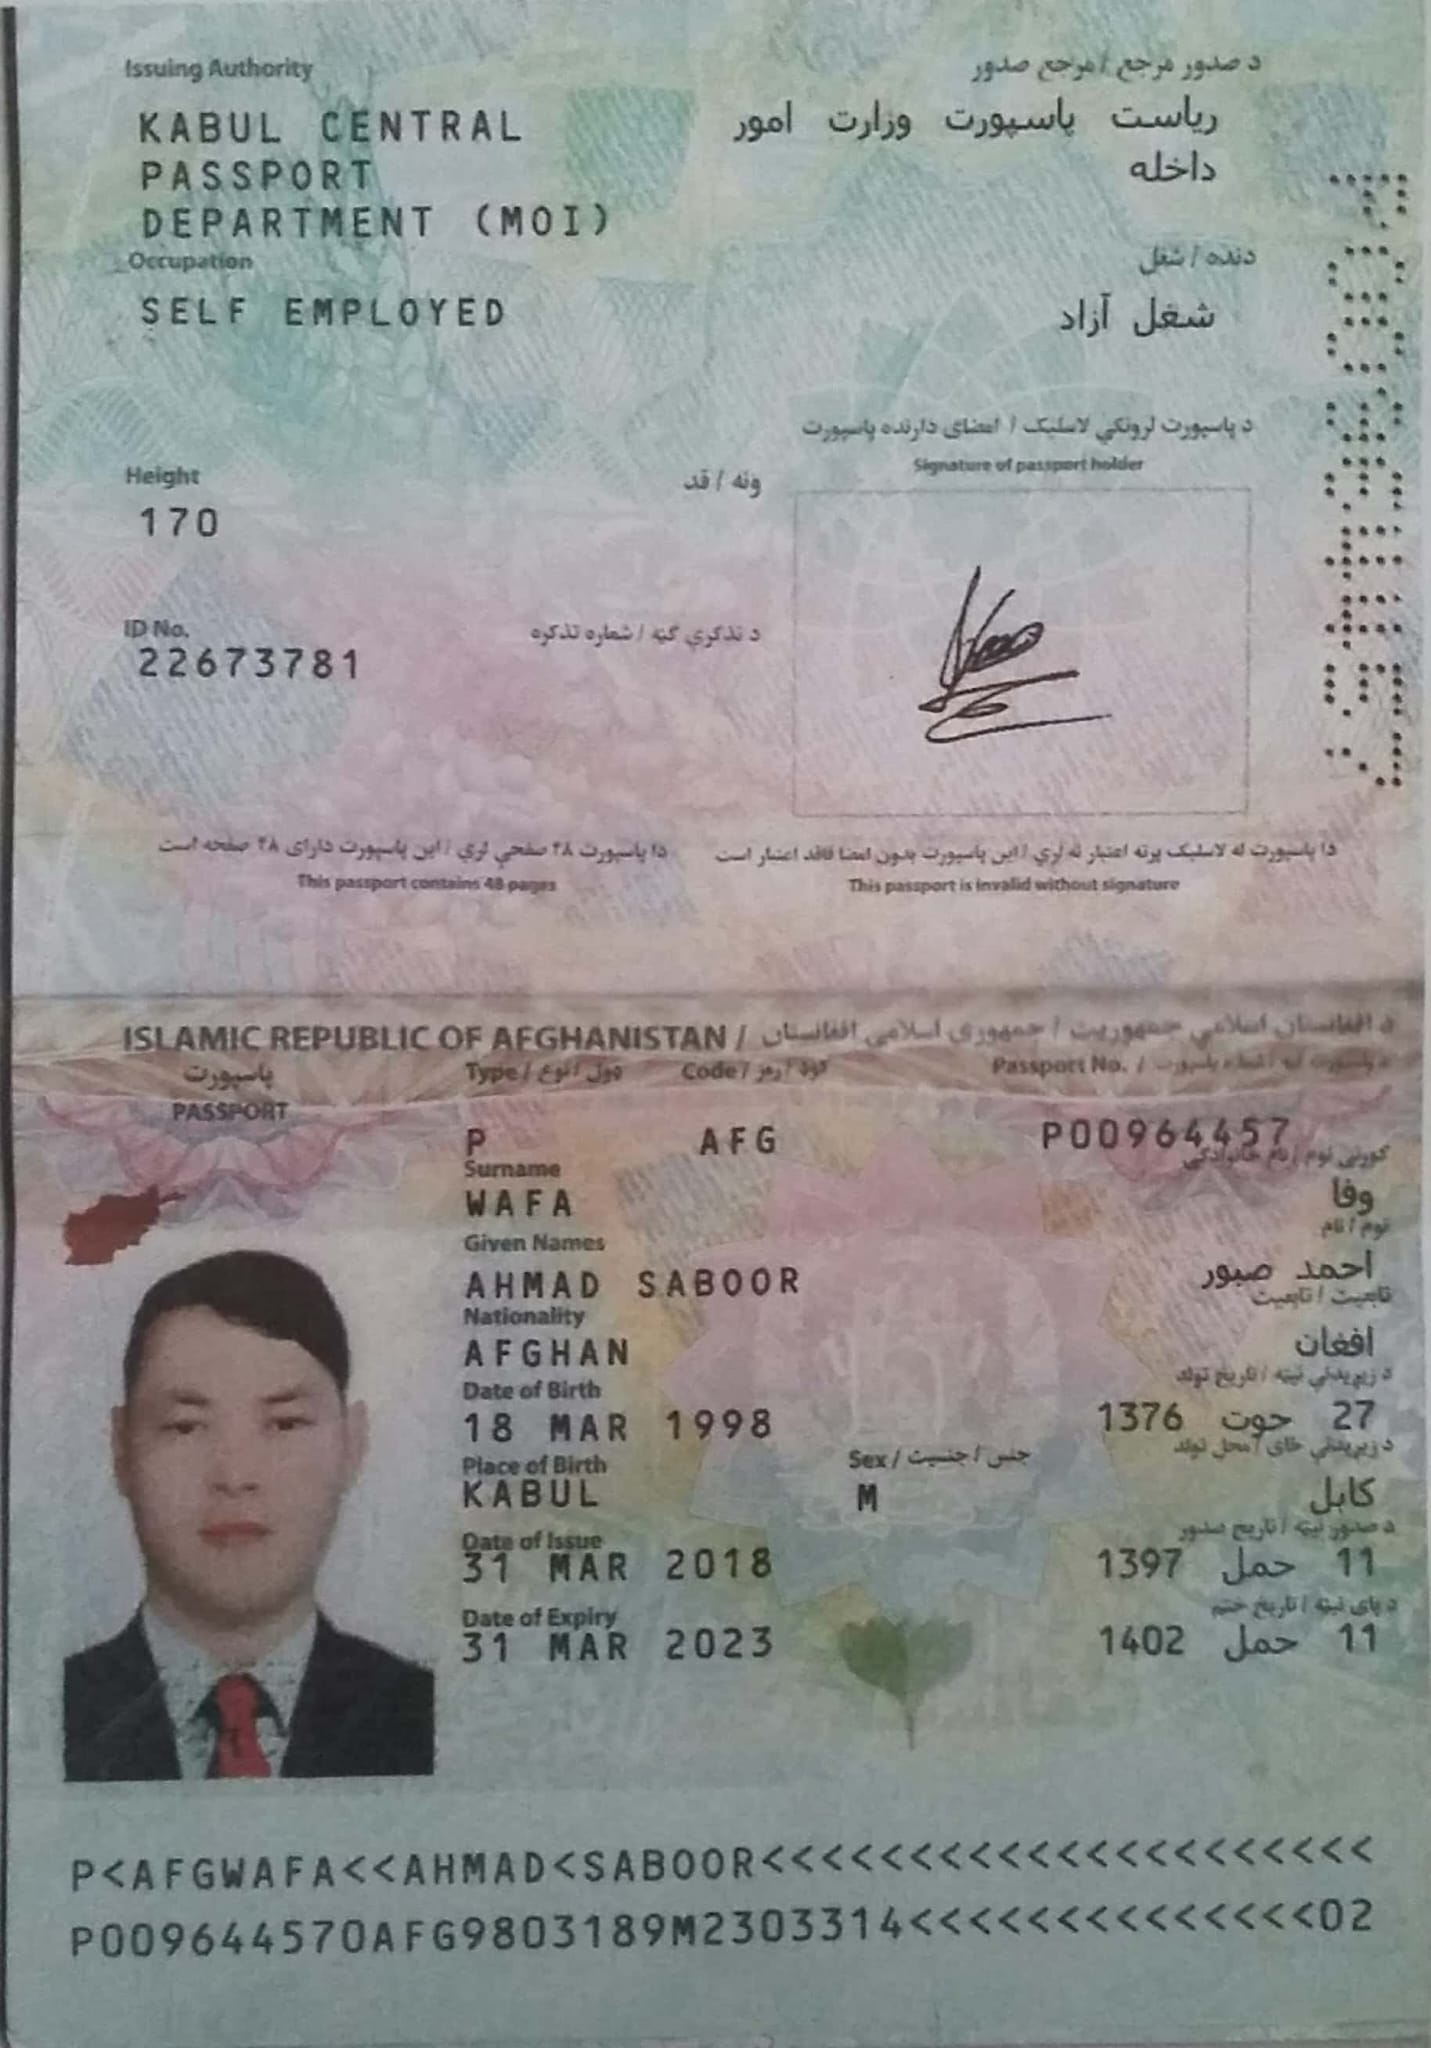 Issuing Authority
د صدور مرجع / مرجع صدور
KABUL CENTRAL
PASSPORT
DEPARTMENT (MOI)
ریاست پاسپورت وزارت امور
داخله
Occupation
دنده / شغل
SELF EMPLOYED
شغل آزاد
د پاسپورت لرونکي لاسلیک / امضای دارنده پاسپورت
Signature of passport holder
Height
ونه / قد
170
ID No.
د تذکرې ګڼه / شماره تذکره
22673781
دا پاسپورت ۴۸ صفحې لري / این پاسپورت دارای ۴۸ صفحه است
This passport contains 48 pages
دا پاسپورت له لاسلیک پرته اعتبار نه لري / این پاسپورت بدون امضا فاقد اعتبار است
This passport is invalid without signature
P00964457
ISLAMIC REPUBLIC OF AFGHANISTAN / د افغانستان اسلامي جمهوریت / جمهوری اسلامی افغانستان
پاسپورت
PASSPORT
Type / ډول / نوع
Code / کوډ / رمز
Passport No. /
P
AFG
P00964457
Surname
کورنی نوم / نام خانوادگی
WAFA
وفا
Given Names
نوم / نام
AHMAD SABOOR
احمد صبور
Nationality
تابعیت / تابعیت
AFGHAN
افغان
Date of Birth
د زېږېدنې نېټه / تاریخ تولد
18 MAR 1998
27 حوت 1376
Place of Birth
Sex / جنس / جنسیت
د زېږېدنې ځای / محل تولد
KABUL
M
کابل
Date of Issue
د صدور نېټه / تاریخ صدور
31 MAR 2018
11 حمل 1397
Date of Expiry
د پای نېټه / تاریخ ختم
31 MAR 2023
11 حمل 1402
P<AFGWAFA<<AHMAD<SABOOR<<<<<<<<<<<<<<<<<<<<<
P009644570AFG9803189M2303314<<<<<<<<<<<<<<02